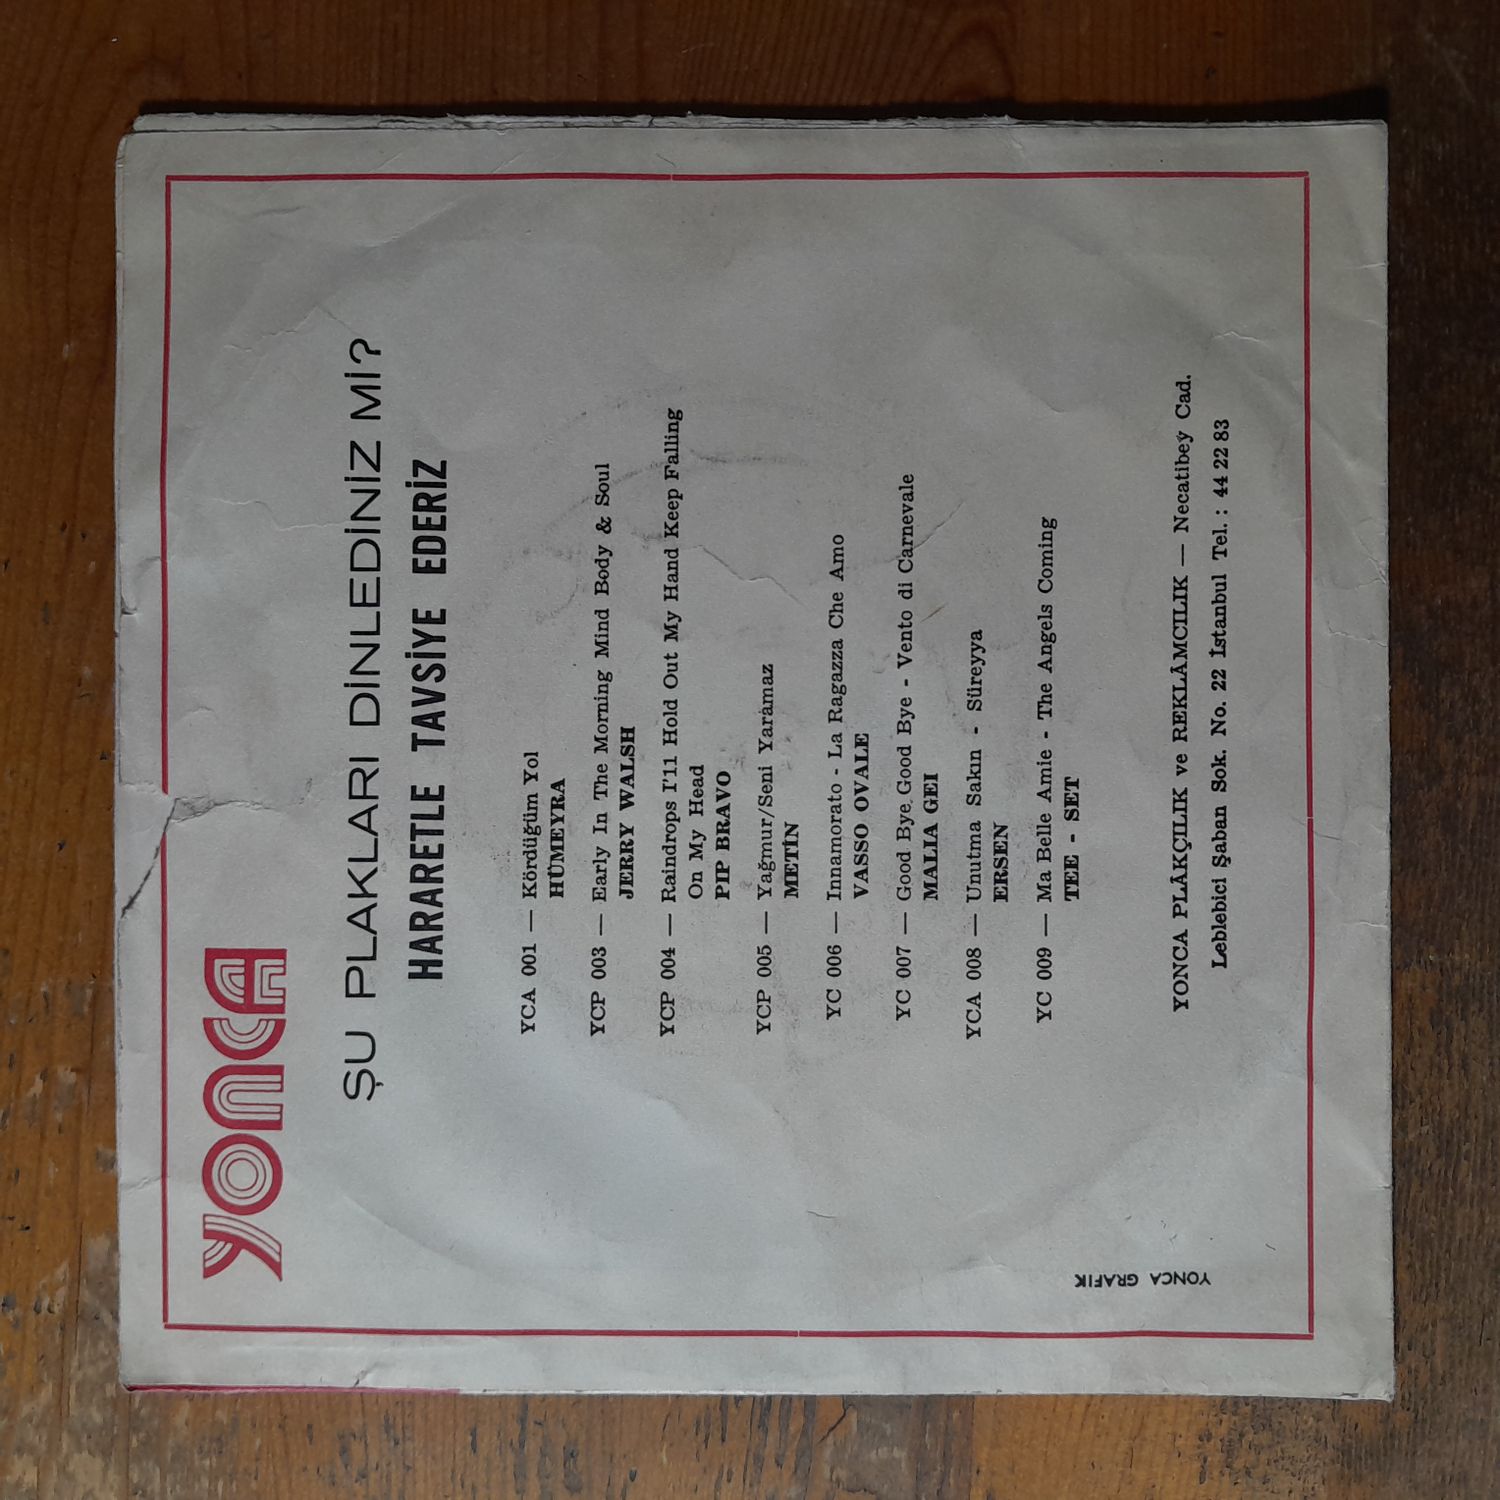 YONCA
ŞU PLAKLARI DİNLEDİNİZ Mİ?
HARARETLE TAVSİYE EDERİZ
YCA 001 — Kördüğüm Yol
HÜMEYRA
YCP 003 — Early In The Morning Mind Body & Soul
JERRY WALSH
YCP 004 — Raindrops I'11 Hold Out My Hand Keep Falling
On My Head
PIP BRAVO
YCP 005 — Yağmur/Seni Yaramaz
METİN
YC 006 — Innamorato - La Ragazza Che Amo
VASSO OVALE
YC 007 — Good Bye Good Bye - Vento di Carnevale
MALIA GEI
YCA 008 — Unutma Sakın - Süreyya
ERSEN
YC 009 — Ma Belle Amie - The Angels Coming
TEE - SET
YONCA PLÂKÇILIK ve REKLÂMCILIK — Necatibey Cad.
Leblebici Şaban Sok. No. 22 İstanbul Tel. : 44 22 83
YONCA GRAFIK